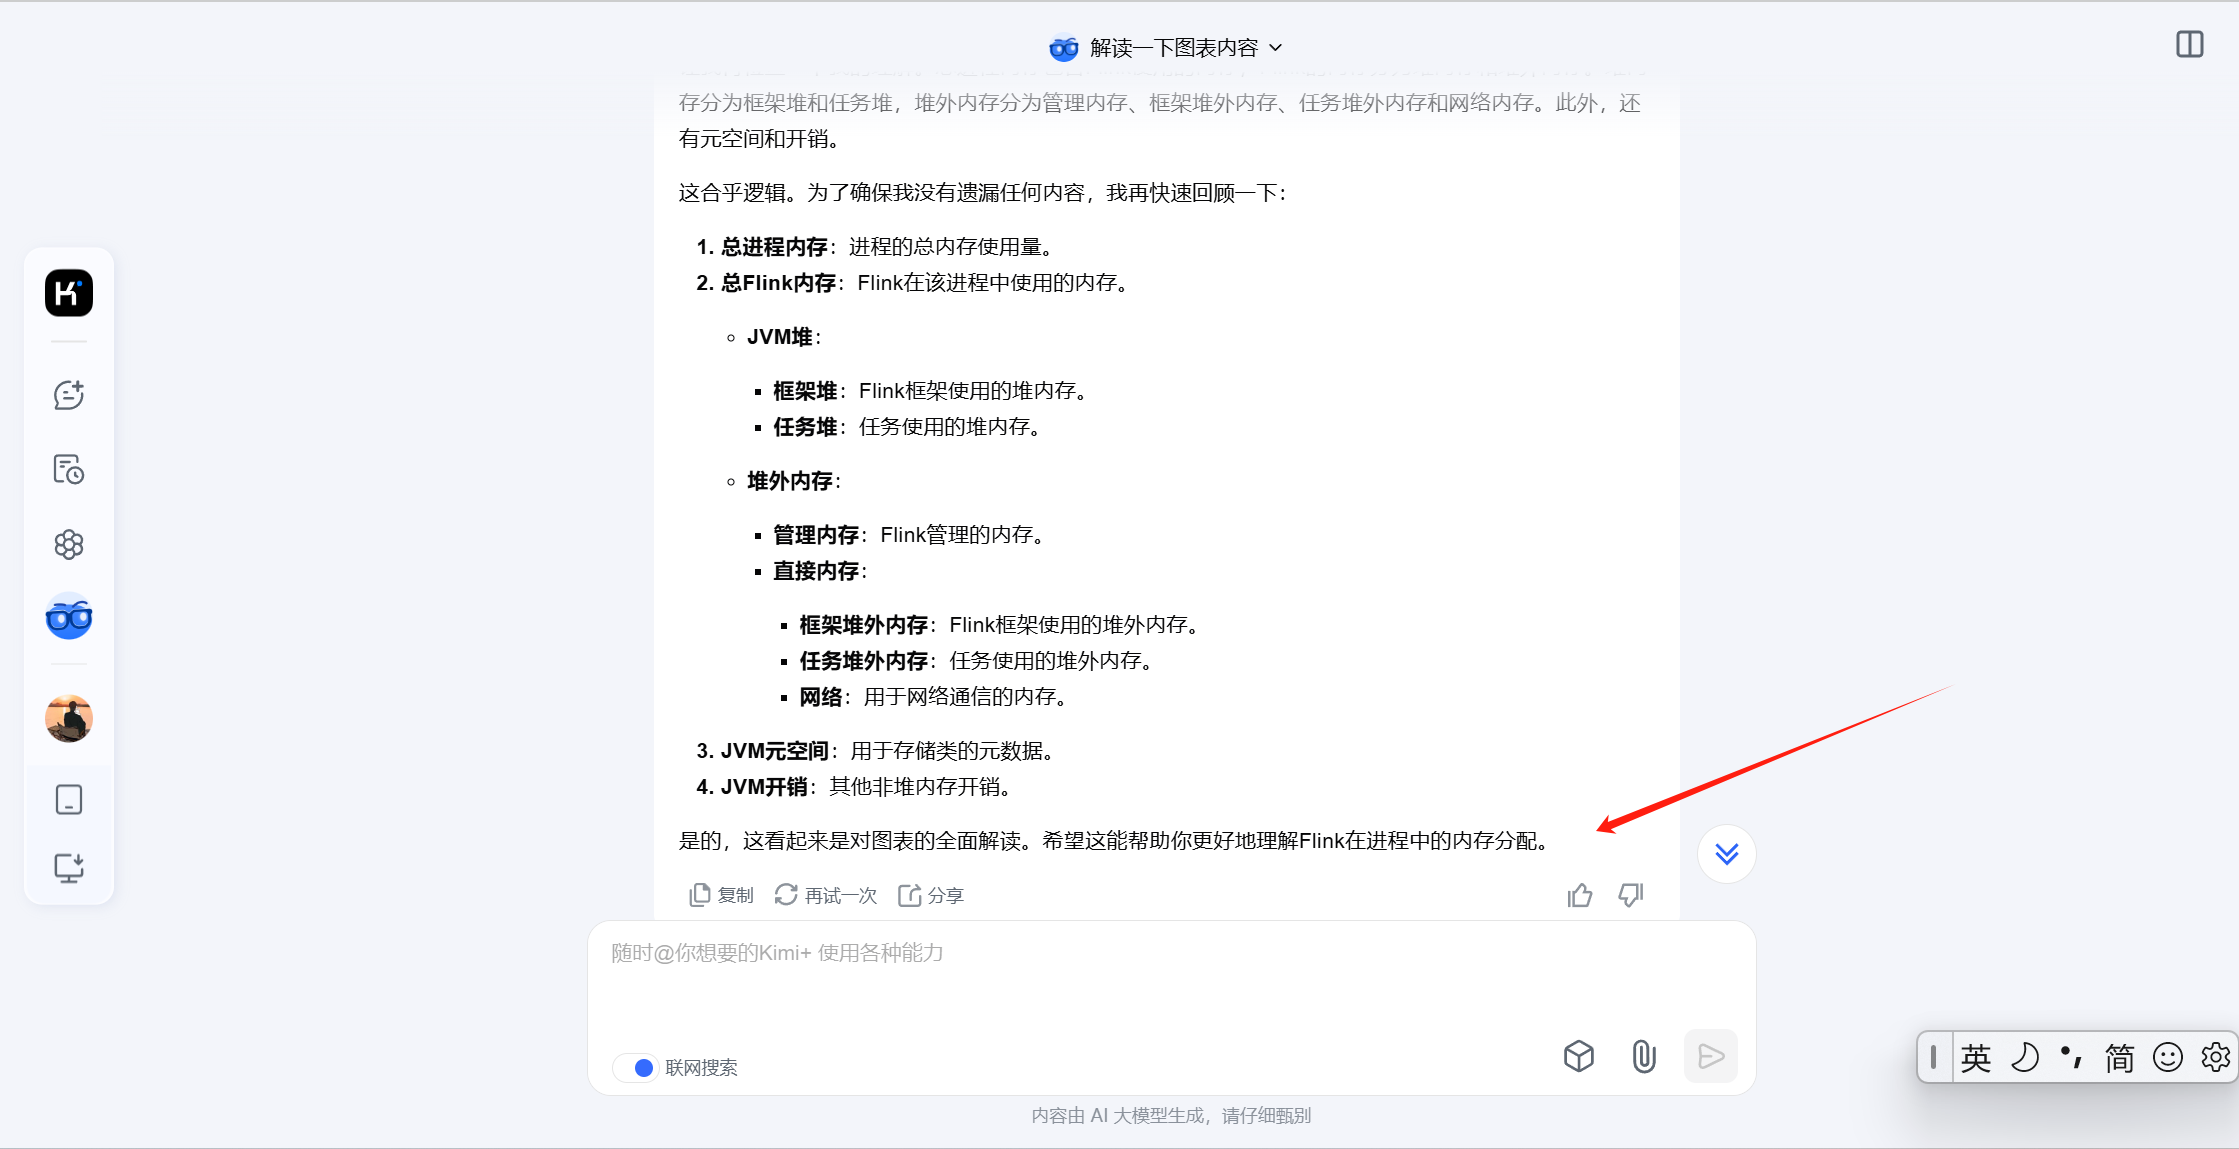 解读一下图表内容
存分为框架堆和任务堆，堆外内存分为管理内存、框架堆外内存、任务堆外内存和网络内存。此外，还
有元空间和开销。
这合乎逻辑。为了确保我没有遗漏任何内容，我再快速回顾一下：
1. 总进程内存：进程的总内存使用量。
2. 总Flink内存：Flink在该进程中使用的内存。
JVM堆：
框架堆：Flink框架使用的堆内存。
任务堆：任务使用的堆内存。
堆外内存：
管理内存：Flink管理的内存。
直接内存：
框架堆外内存：Flink框架使用的堆外内存。
任务堆外内存：任务使用的堆外内存。
网络：用于网络通信的内存。
3. JVM元空间：用于存储类的元数据。
4. JVM开销：其他非堆内存开销。
是的，这看起来是对图表的全面解读。希望这能帮助你更好地理解Flink在进程中的内存分配。
复制 再试一次 分享
随时@你想要的Kimi+ 使用各种能力
联网搜索
内容由 AI 大模型生成，请仔细甄别
英 简
K